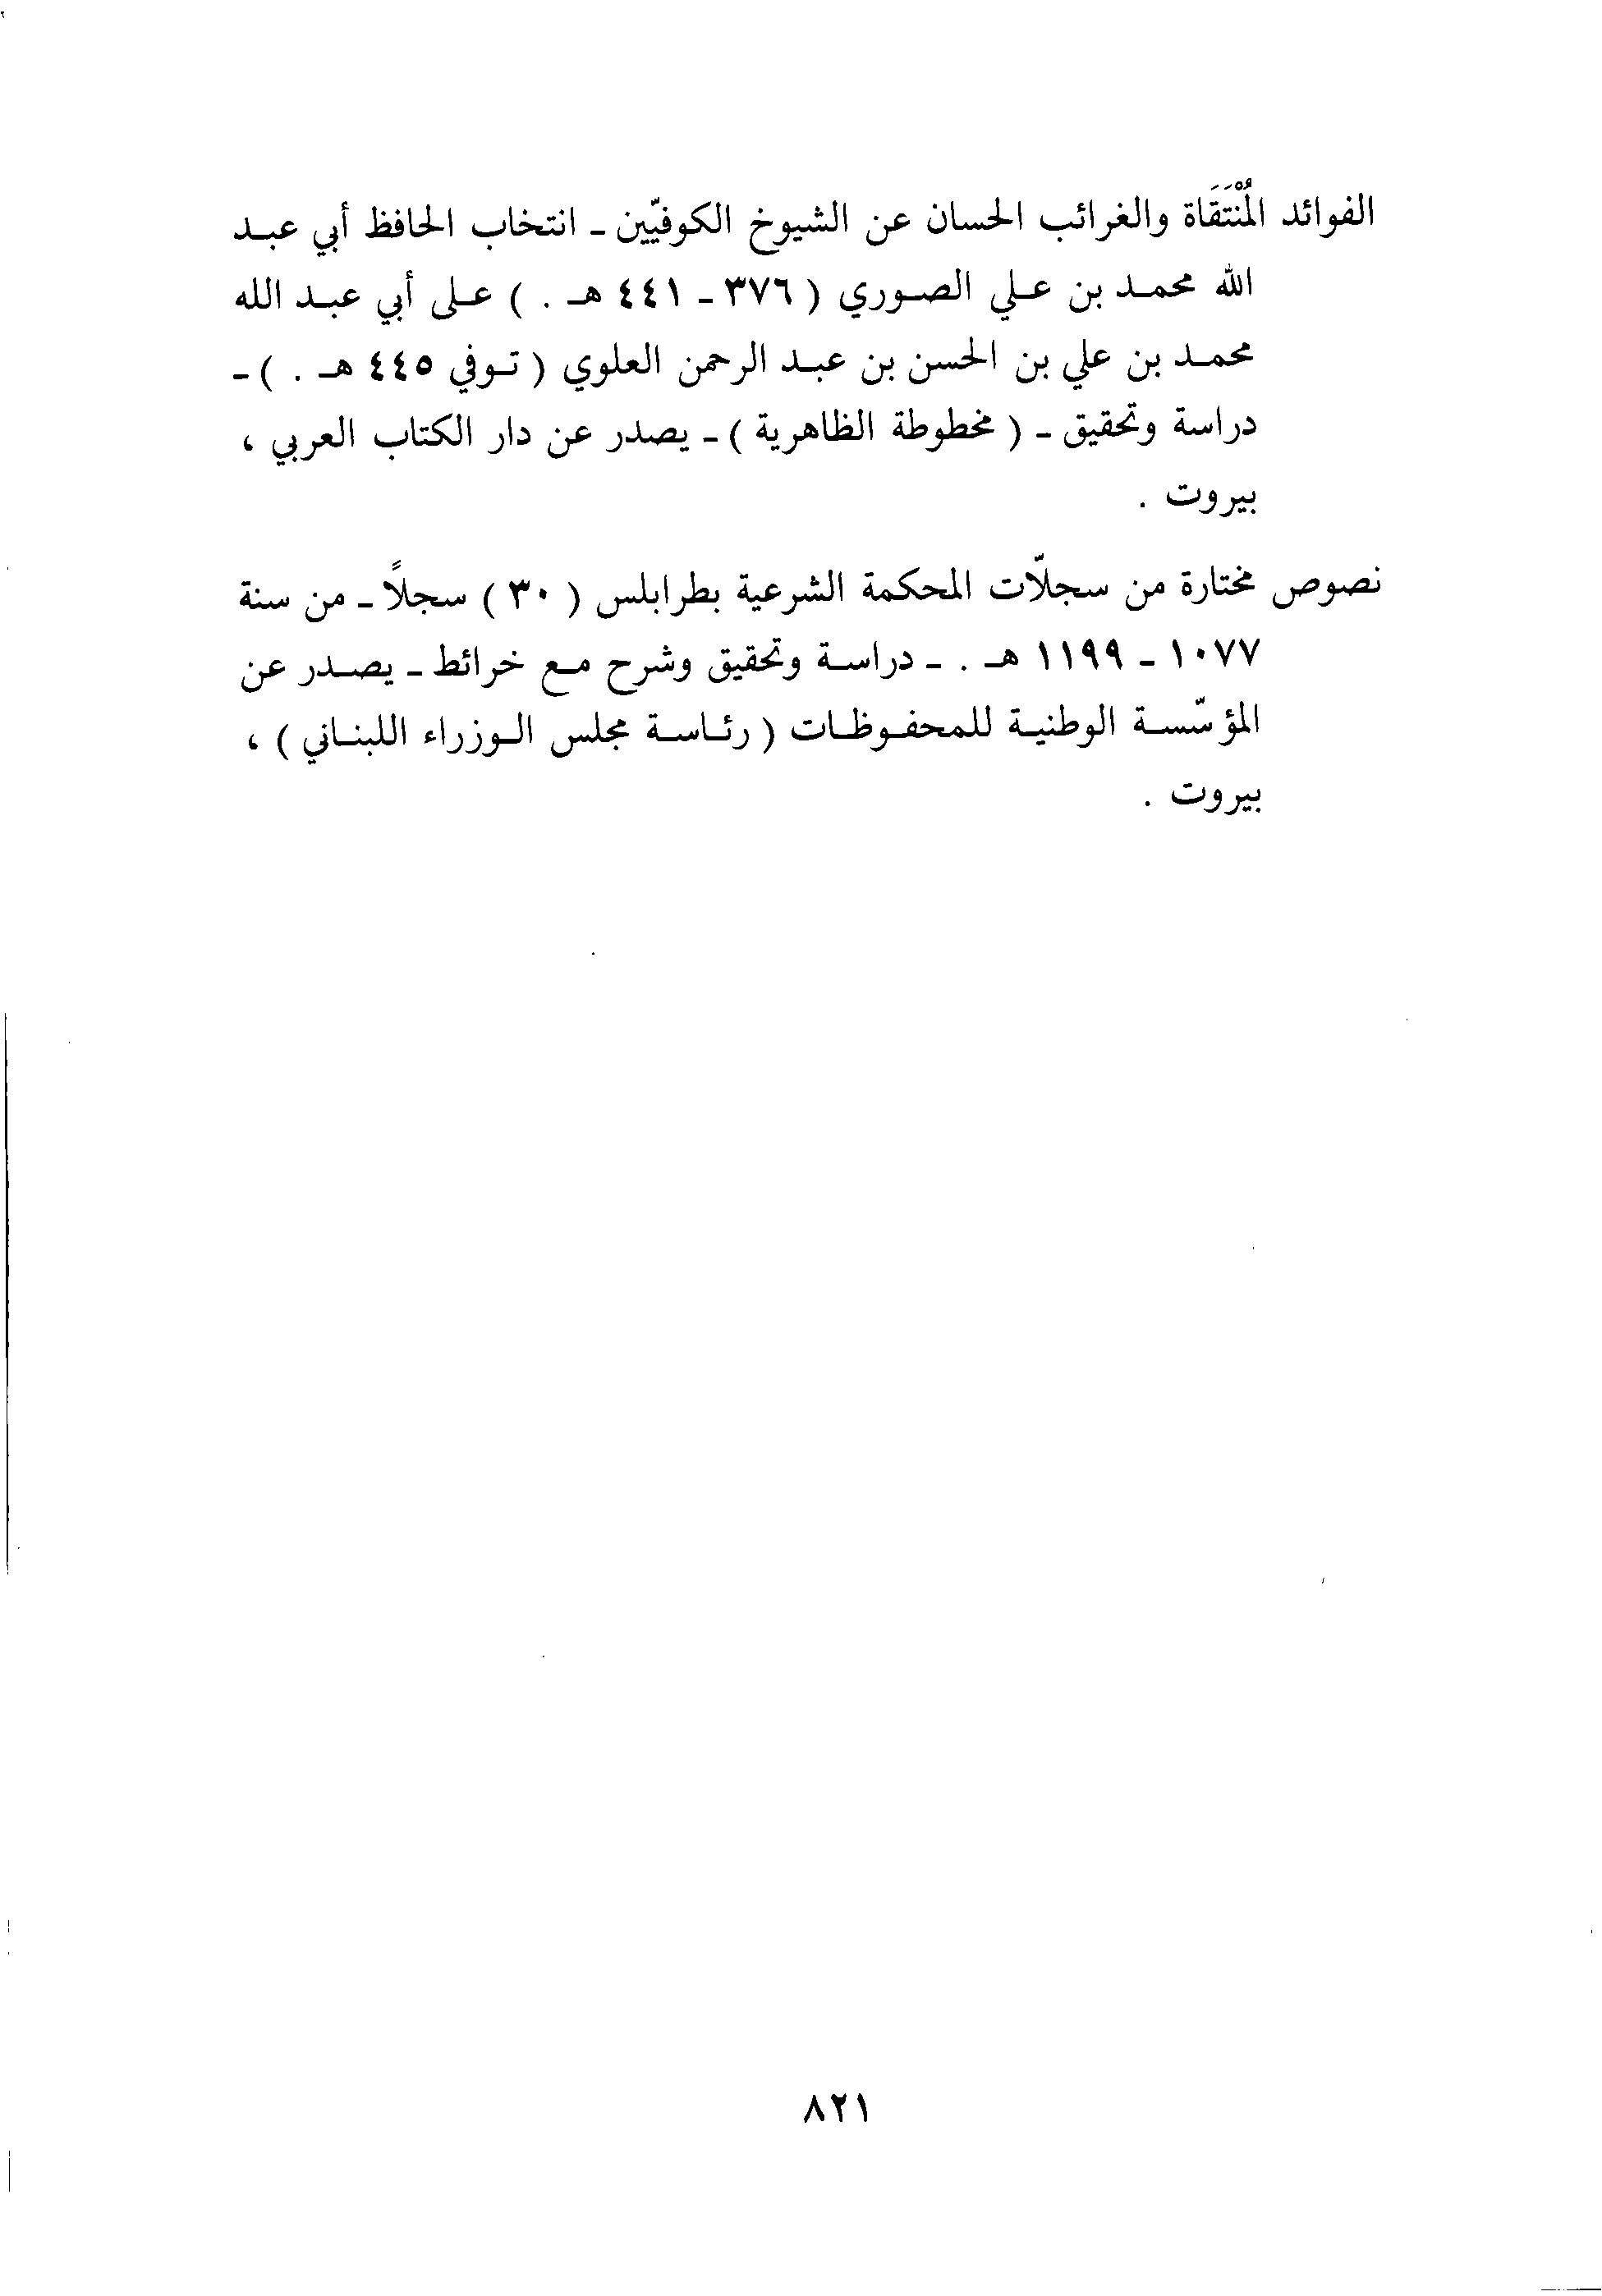 الفوائد المُنْتَقَاة والغرائب الحسان عن الشيوخ الكوفيّين - انتخاب الحافظ أبي عبد
الله محمد بن علي الصوري ( ٣٧٦ - ٤٤١ هـ . ) على أبي عبد الله
محمد بن علي بن الحسن بن عبد الرحمن العلوي ( توفي ٤٤٥ هـ . ) -
دراسة وتحقيق - ( مخطوطة الظاهرية ) - يصدر عن دار الكتاب العربي ،
بيروت .
نصوص مختارة من سجلّات المحكمة الشرعية بطرابلس ( ٣٠ ) سجلاً - من سنة
١٠٧٧ - ١١٩٩ هـ . - دراسة وتحقيق وشرح مع خرائط - يصدر عن
المؤسّسة الوطنية للمحفوظات ( رئاسة مجلس الوزراء اللبناني ) ،
بيروت .
٨٢١